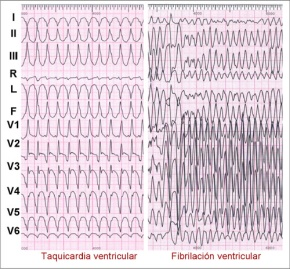 I
II
III
R
L
F
V1
V2
V3
V4
V5
V6
Taquicardia ventricular
Fibrilación ventricular